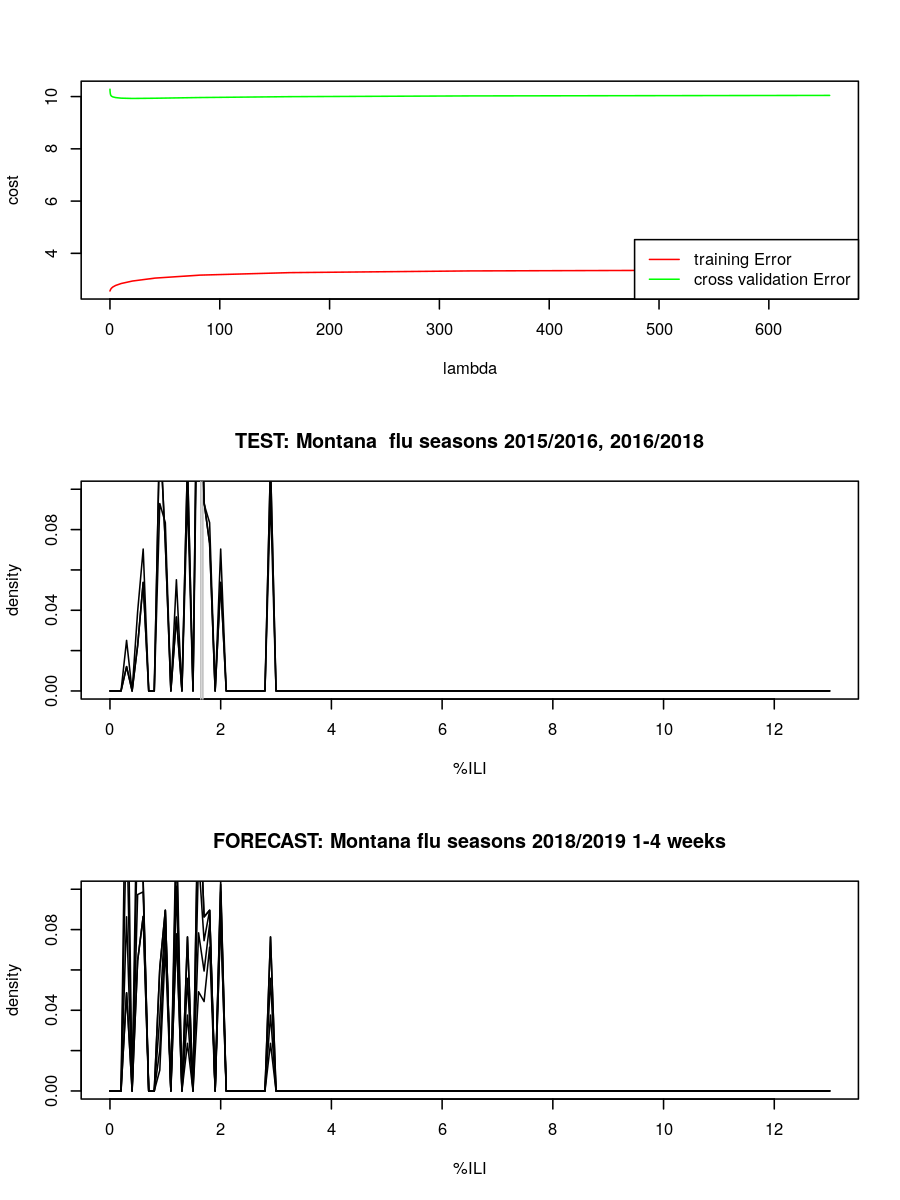 10
8
6
4
cost
training Error
cross validation Error
0 100 200 300 400 500 600
lambda
TEST: Montana  flu seasons 2015/2016, 2016/2018
0.08
0.04
0.00
density
0 2 4 6 8 10 12
%ILI
FORECAST: Montana flu seasons 2018/2019 1-4 weeks
0.08
0.04
0.00
density
0 2 4 6 8 10 12
%ILI